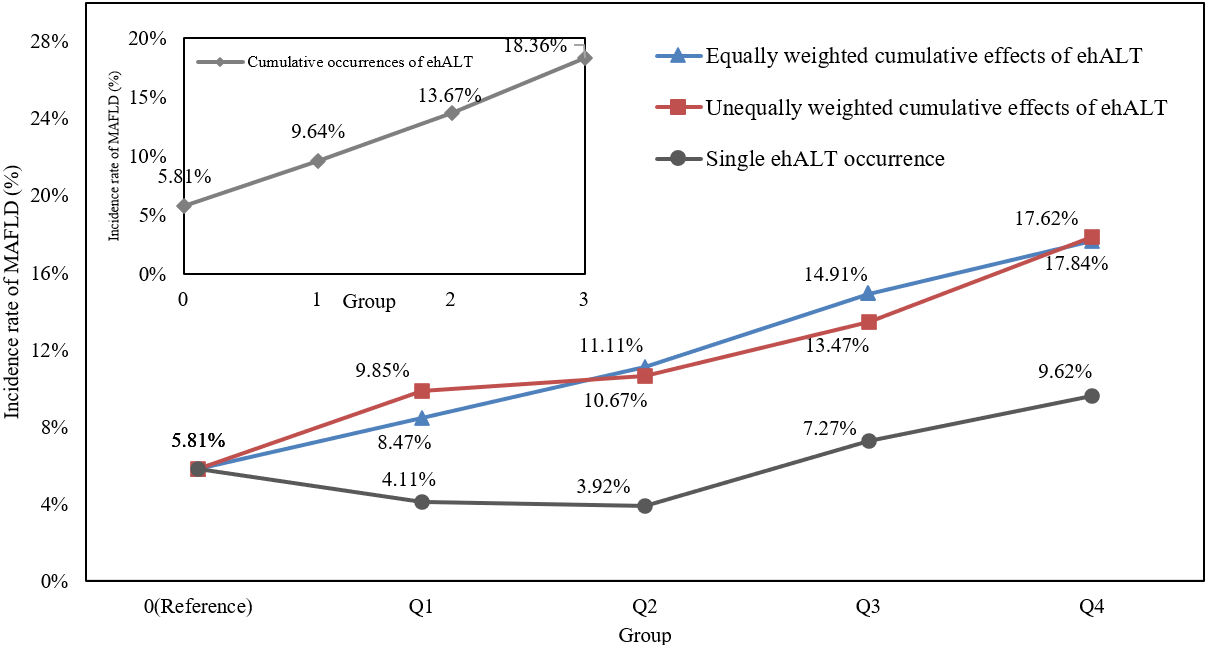 28%
24%
20%
16%
12%
8%
4%
0%
Incidence rate of MAFLD (%)
20%
15%
10%
5%
0%
Incidence rate of MAFLD (%)
Cumulative occurrences of ehALT
5.81%
9.64%
13.67%
18.36%
0
1
2
3
Group
Equally weighted cumulative effects of ehALT
Unequally weighted cumulative effects of ehALT
Single ehALT occurrence
5.81%
9.85%
8.47%
4.11%
11.11%
10.67%
3.92%
14.91%
13.47%
7.27%
17.62%
17.84%
9.62%
0(Reference)
Q1
Q2
Q3
Q4
Group